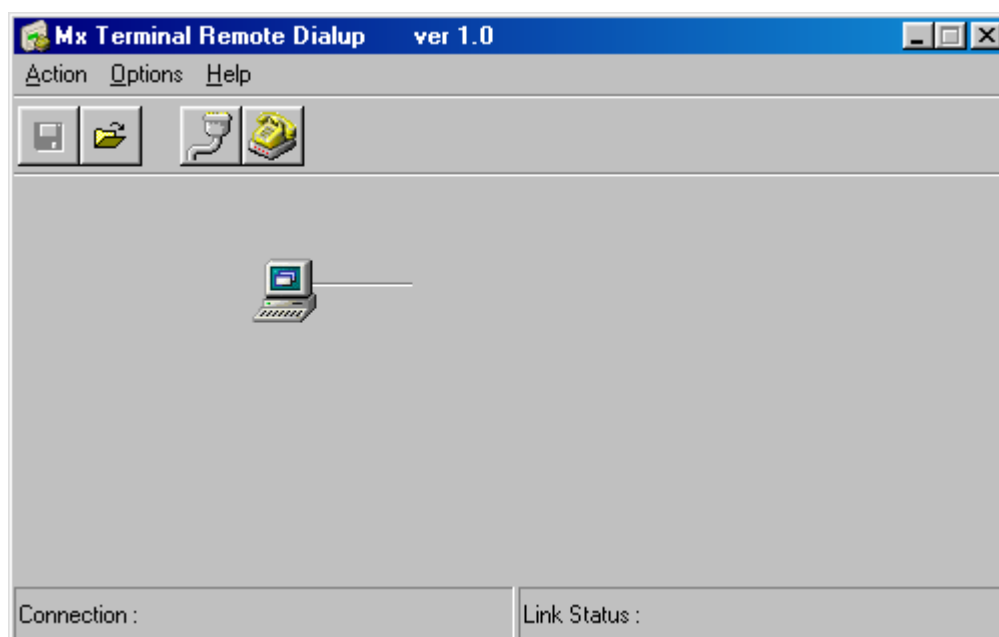 Mx Terminal Remote Dialup ver 1.0
Action Options Help
Connection : Link Status :